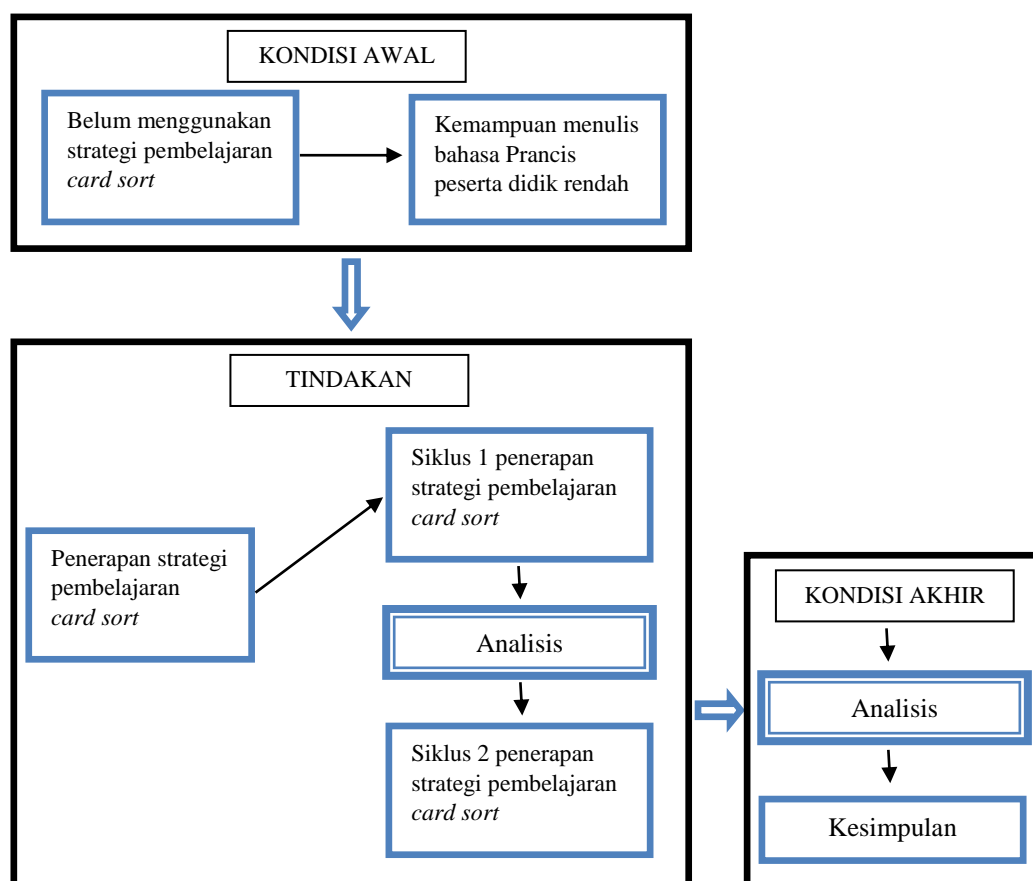 KONDISI AWAL
Belum menggunakan
strategi pembelajaran
card sort
Kemampuan menulis
bahasa Prancis
peserta didik rendah
TINDAKAN
Penerapan strategi
pembelajaran
card sort
Siklus 1 penerapan
strategi pembelajaran
card sort
Analisis
Siklus 2 penerapan
strategi pembelajaran
card sort
KONDISI AKHIR
Analisis
Kesimpulan